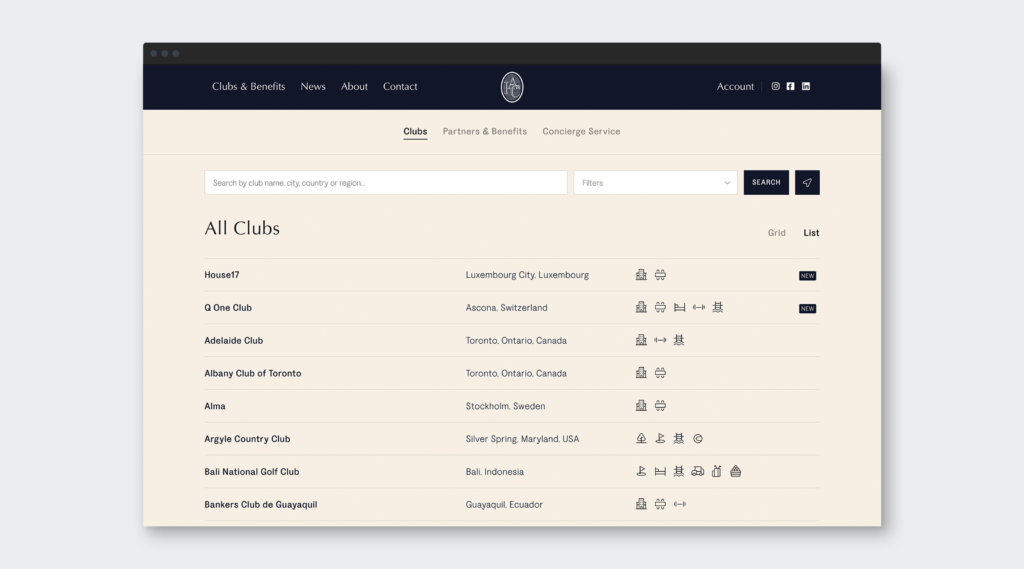 Clubs & Benefits News About Contact Account
Clubs Partners & Benefits Concierge Service
Search by club name, city, country or region... Filters SEARCH
All Clubs Grid List
House17 Luxembourg City, Luxembourg NEW
Q One Club Ascona, Switzerland NEW
Adelaide Club Toronto, Ontario, Canada
Albany Club of Toronto Toronto, Ontario, Canada
Alma Stockholm, Sweden
Argyle Country Club Silver Spring, Maryland, USA
Bali National Golf Club Bali, Indonesia
Bankers Club de Guayaquil Guayaquil, Ecuador